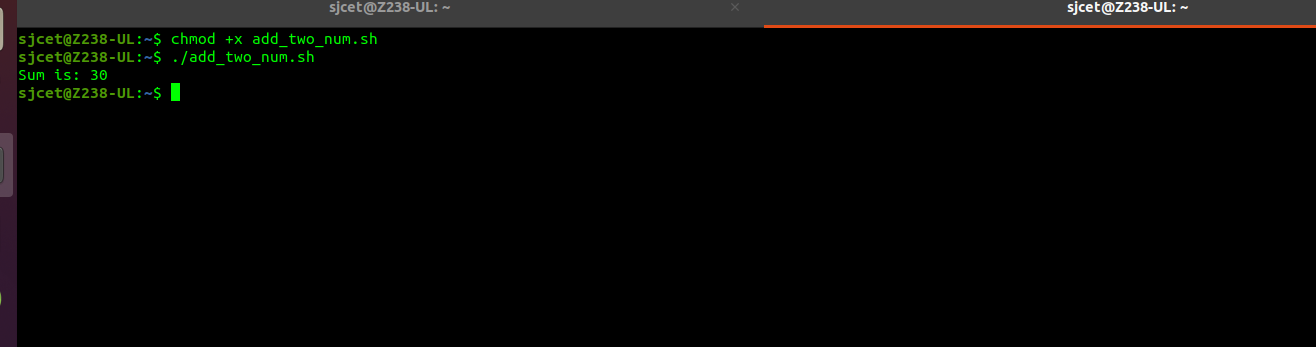 sjcet@Z238-UL: ~ × sjcet@Z238-UL: ~
sjcet@Z238-UL:~$ chmod +x add_two_num.sh
sjcet@Z238-UL:~$ ./add_two_num.sh
Sum is: 30
sjcet@Z238-UL:~$